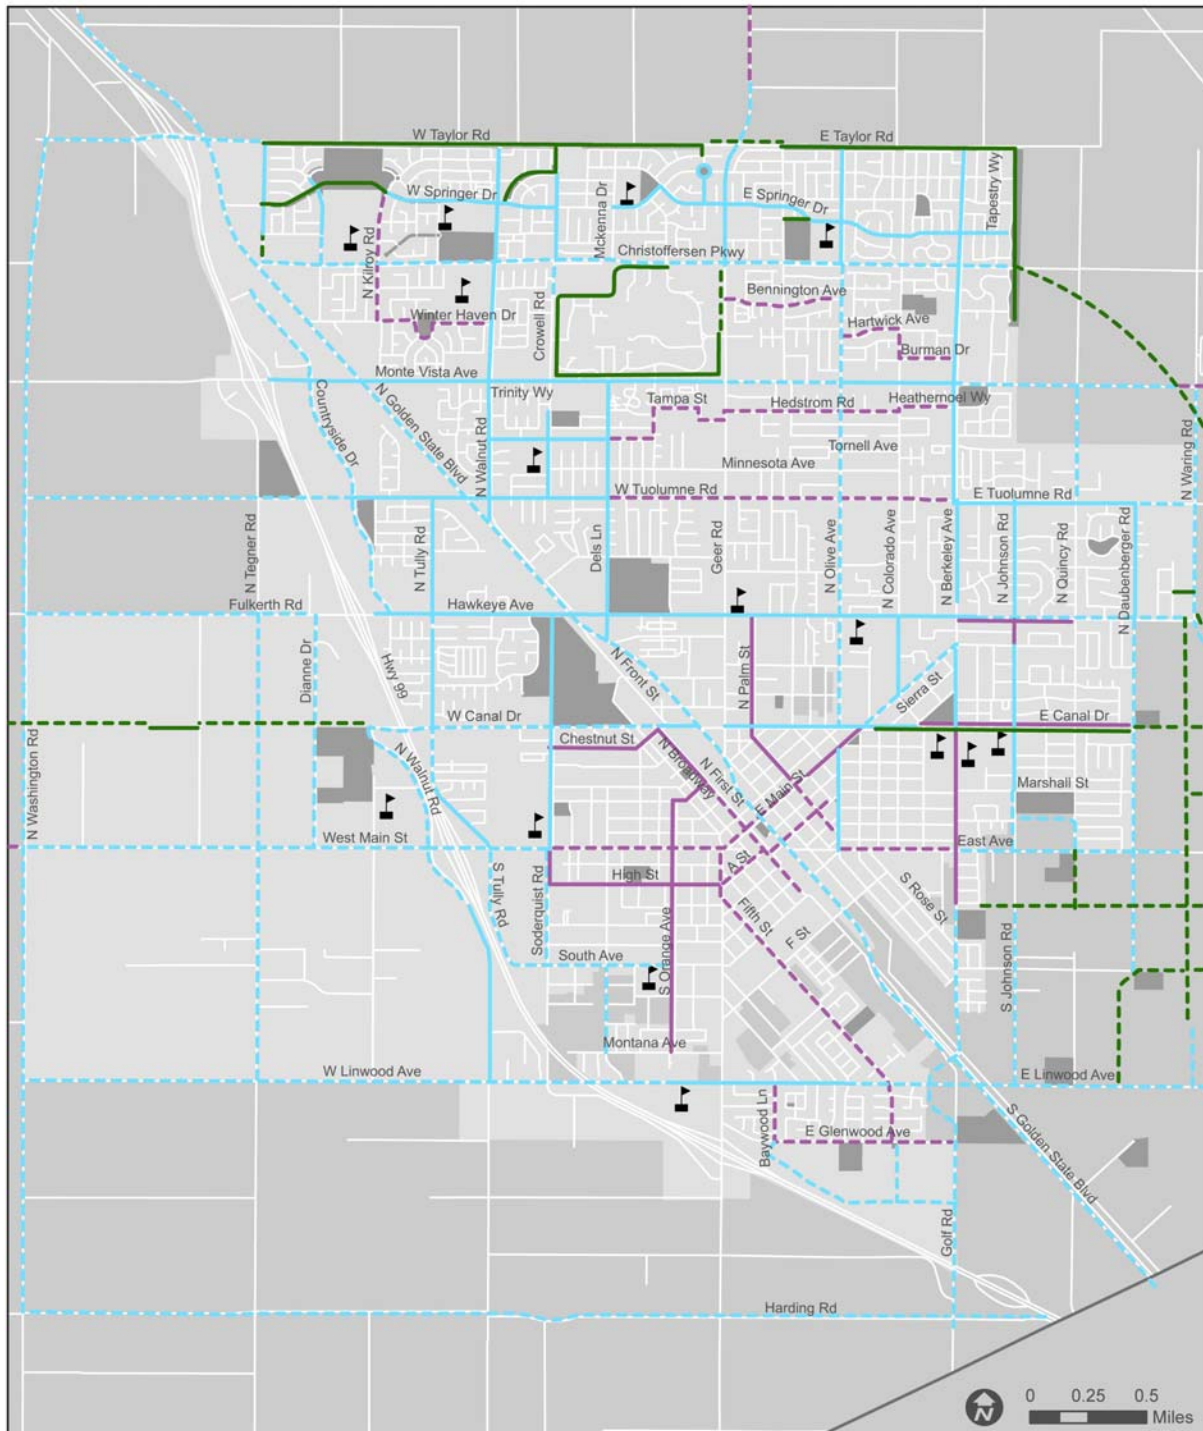 W Taylor Rd
E Taylor Rd
W Springer Dr
Mckenna Dr
E Springer Dr
Tapestry Wy
N Kilroy Rd
Christoffersen Pkwy
Bennington Ave
Winter Haven Dr
Crowell Rd
Hartwick Ave
Burman Dr
Monte Vista Ave
Countryside Dr
N Golden State Blvd
Trinity Wy
Tampa St
Hedstrom Rd
Heathernoel Wy
N Walnut Rd
Tornell Ave
Minnesota Ave
N Waring Rd
W Tuolumne Rd
E Tuolumne Rd
N Tegner Rd
N Tully Rd
Dels Ln
Geer Rd
N Olive Ave
N Colorado Ave
N Berkeley Ave
N Johnson Rd
N Quincy Rd
N Daubenberger Rd
Fulkerth Rd
Hawkeye Ave
Dianne Dr
Hwy 99
N Front St
N Palm St
Sierra St
W Canal Dr
E Canal Dr
N Washington Rd
N Walnut Rd
Chestnut St
N Broadway
N First St
E Main St
Marshall St
West Main St
East Ave
S Tully Rd
Soderquist Rd
High St
A St
S Orange Ave
Fifth St
F St
S Rose St
South Ave
S Johnson Rd
Montana Ave
W Linwood Ave
E Linwood Ave
Baywood Ln
E Glenwood Ave
S Golden State Blvd
Golf Rd
Harding Rd
N
0 0.25 0.5
Miles